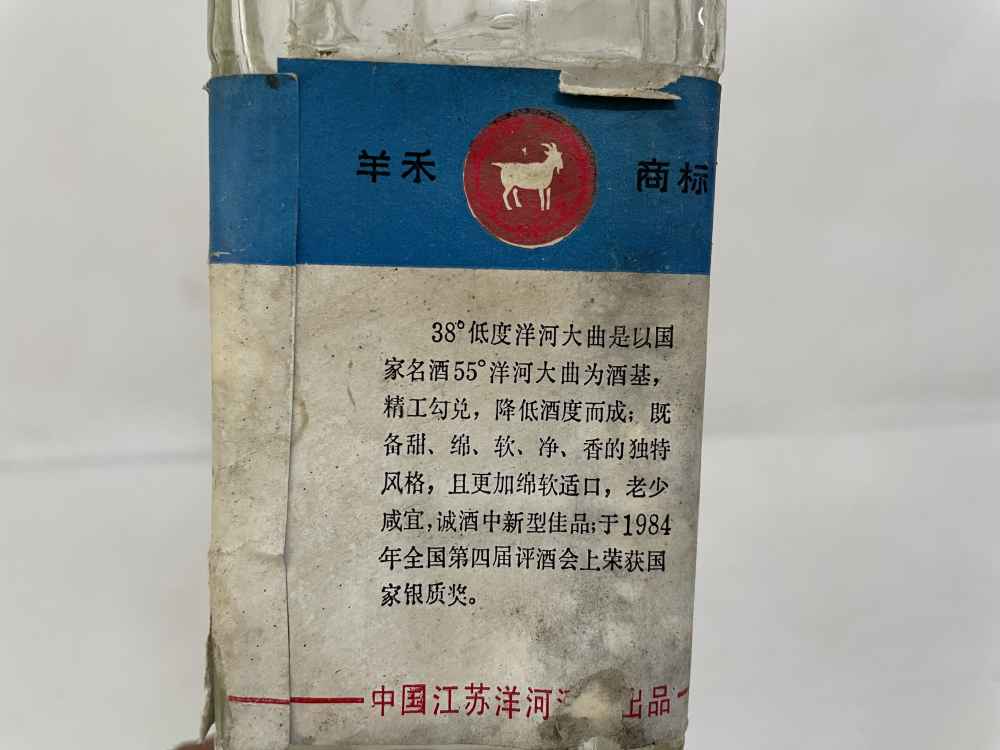 羊禾 商标
38°低度洋河大曲是以国
家名酒55°洋河大曲为酒基，
精工勾兑，降低酒度而成；既
备甜、绵、软、净、香的独特
风格，且更加绵软适口，老少
咸宜，诚酒中新型佳品；于1984
年全国第四届评酒会上荣获国
家银质奖。
中国江苏洋河 出品